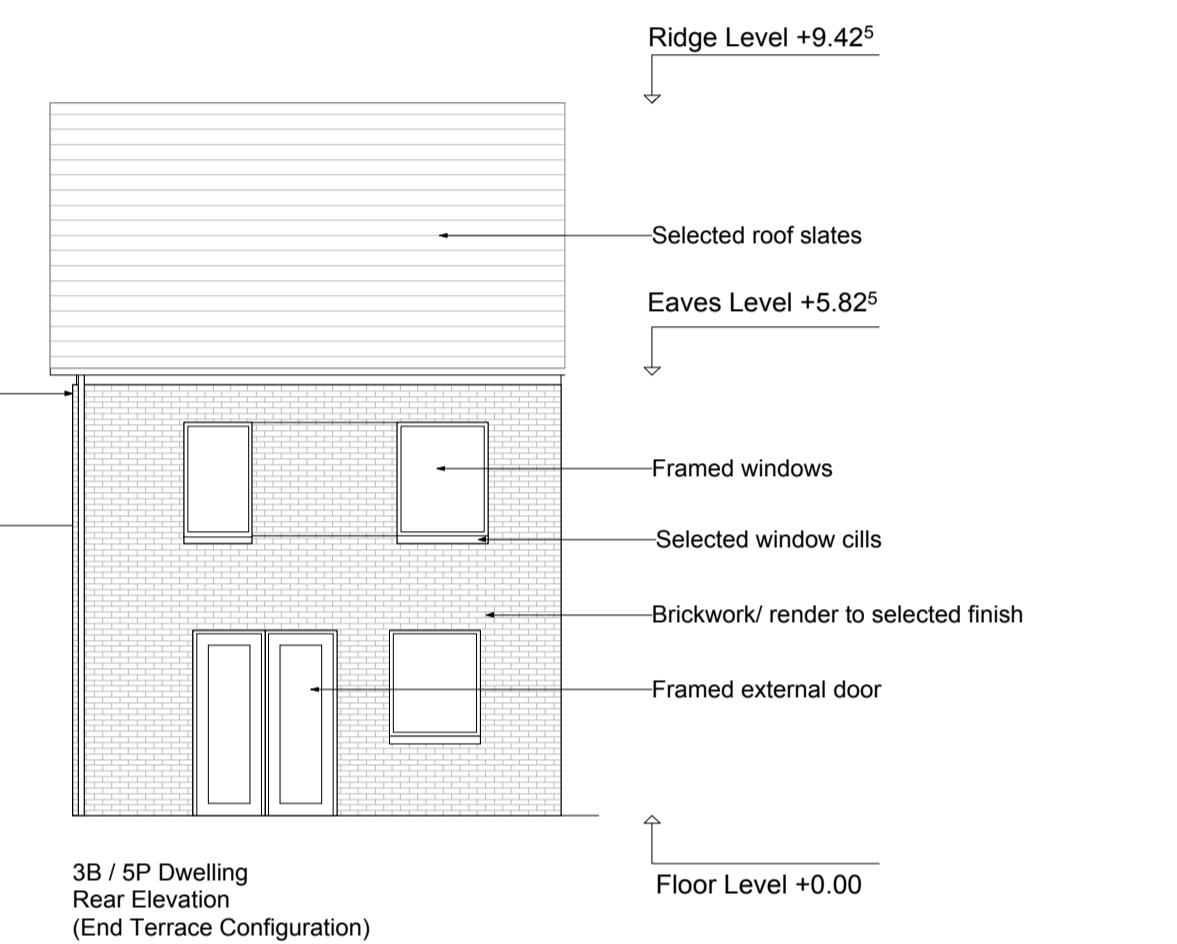 Ridge Level +9.42⁵
Selected roof slates
Eaves Level +5.82⁵
Framed windows
Selected window cills
Brickwork/ render to selected finish
Framed external door
Floor Level +0.00
3B / 5P Dwelling
Rear Elevation
(End Terrace Configuration)